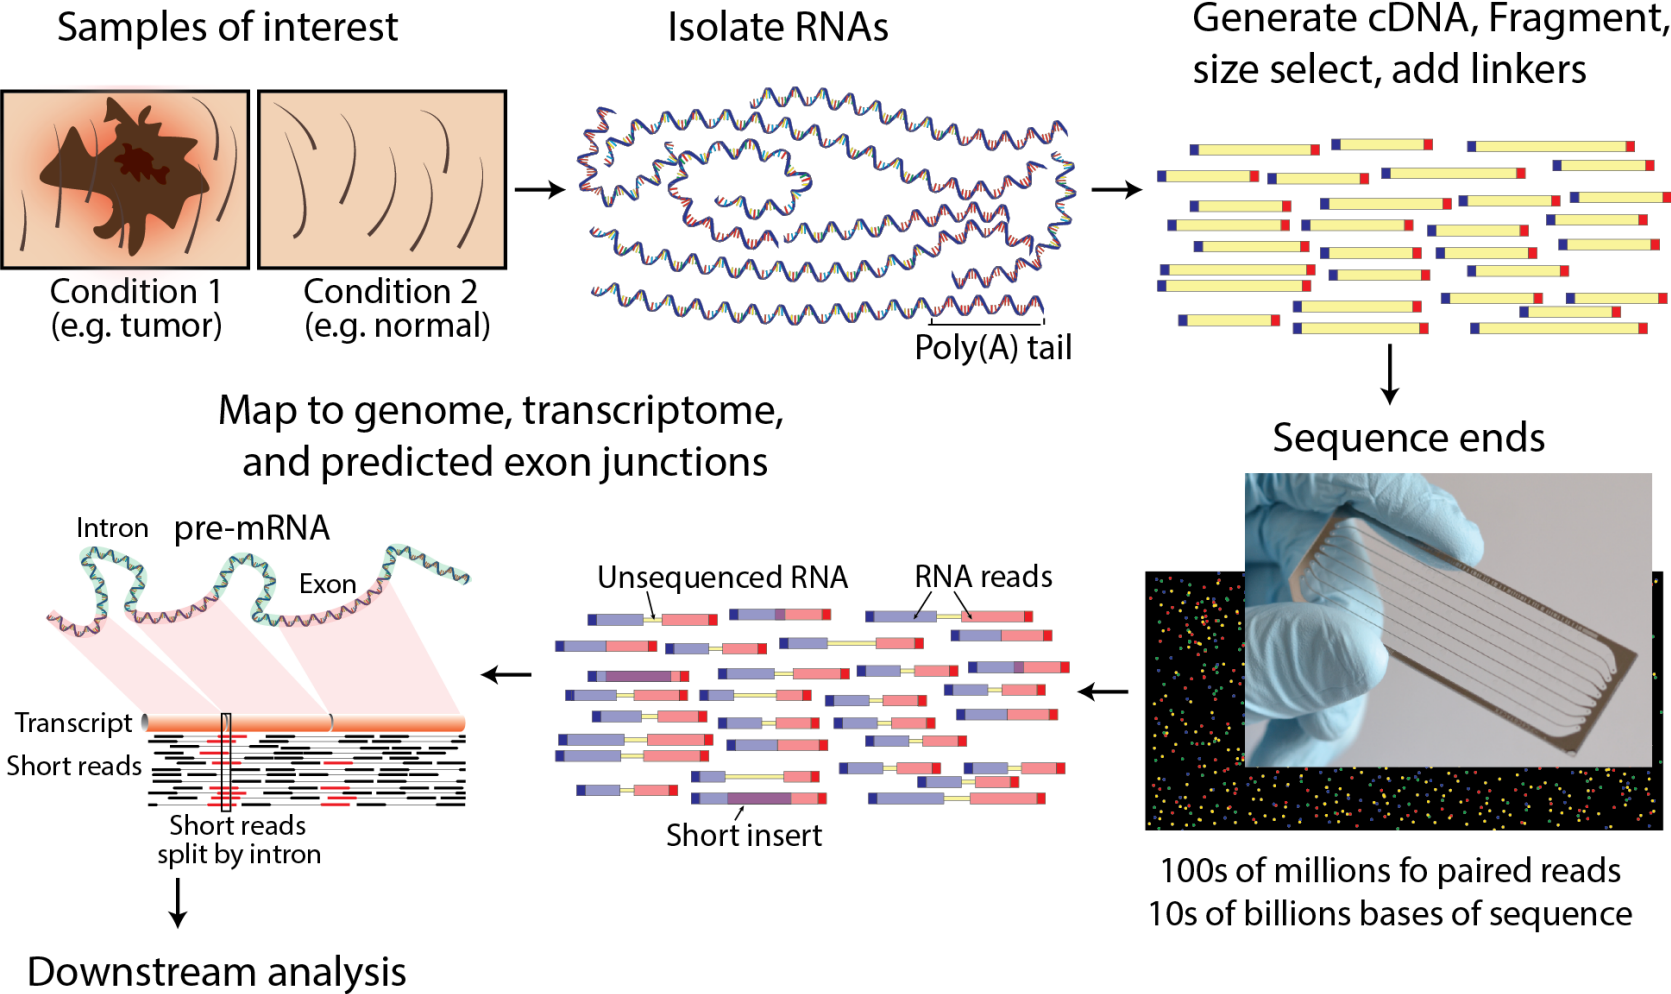 Samples of interest
Isolate RNAs
Generate cDNA, Fragment,
size select, add linkers
Condition 1
(e.g. tumor)
Condition 2
(e.g. normal)
Poly(A) tail
Sequence ends
100s of millions fo paired reads
10s of billions bases of sequence
Unsequenced RNA
RNA reads
Short insert
Map to genome, transcriptome,
and predicted exon junctions
Intron
pre-mRNA
Exon
Transcript
Short reads
Short reads
split by intron
Downstream analysis